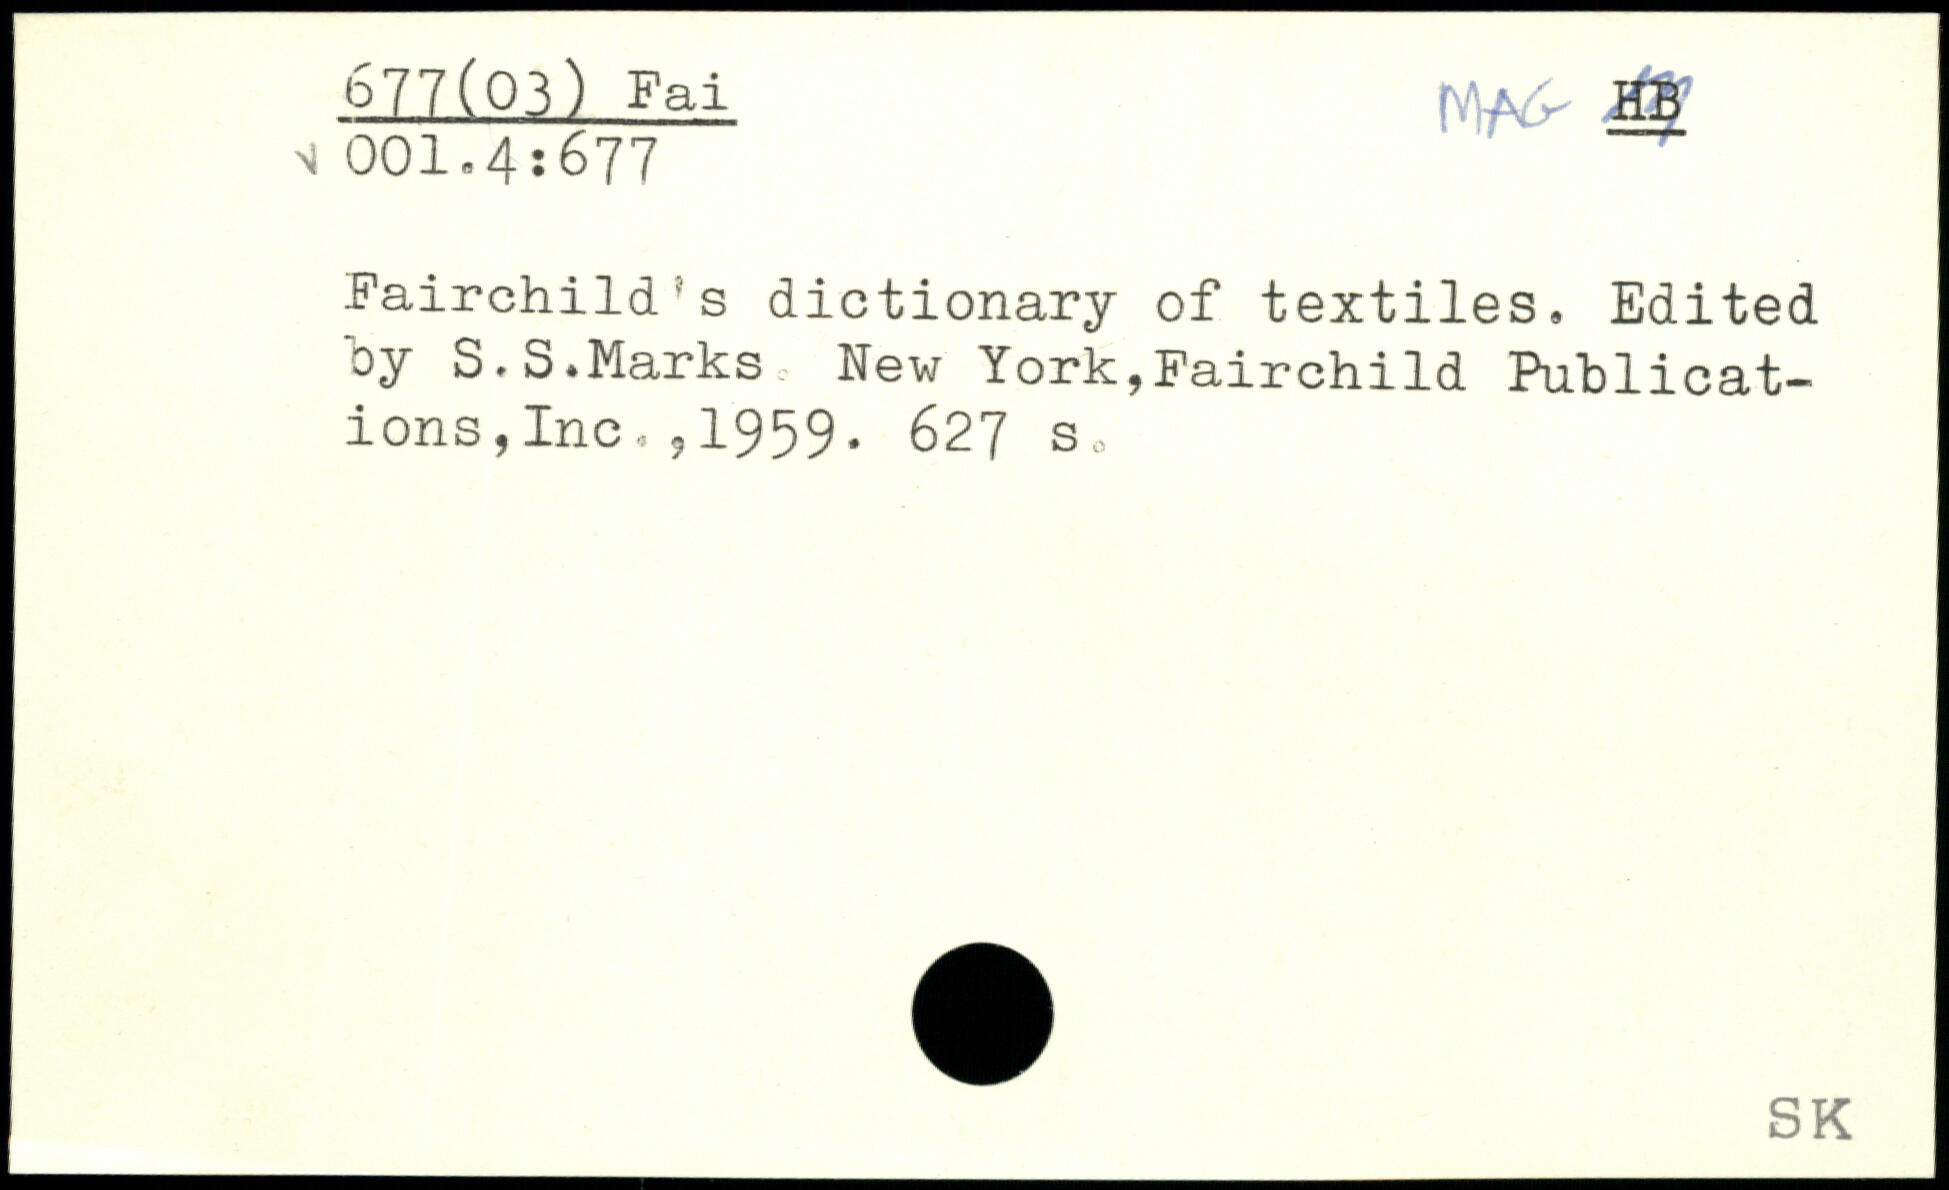 677(03) Fai
MAG HB
001.4:677
Fairchild's dictionary of textiles. Edited
by S.S.Marks. New York,Fairchild Publicat-
ions,Inc.,1959. 627 s.
SK